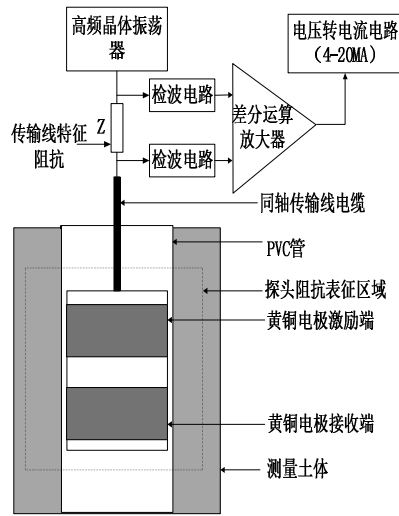 高频晶体振荡
器
电压转电流电路
（4-20MA）
检波电路
差分运算
放大器
传输线特征
阻抗
Z
检波电路
同轴传输线电缆
PVC管
探头阻抗表征区域
黄铜电极激励端
黄铜电极接收端
测量土体